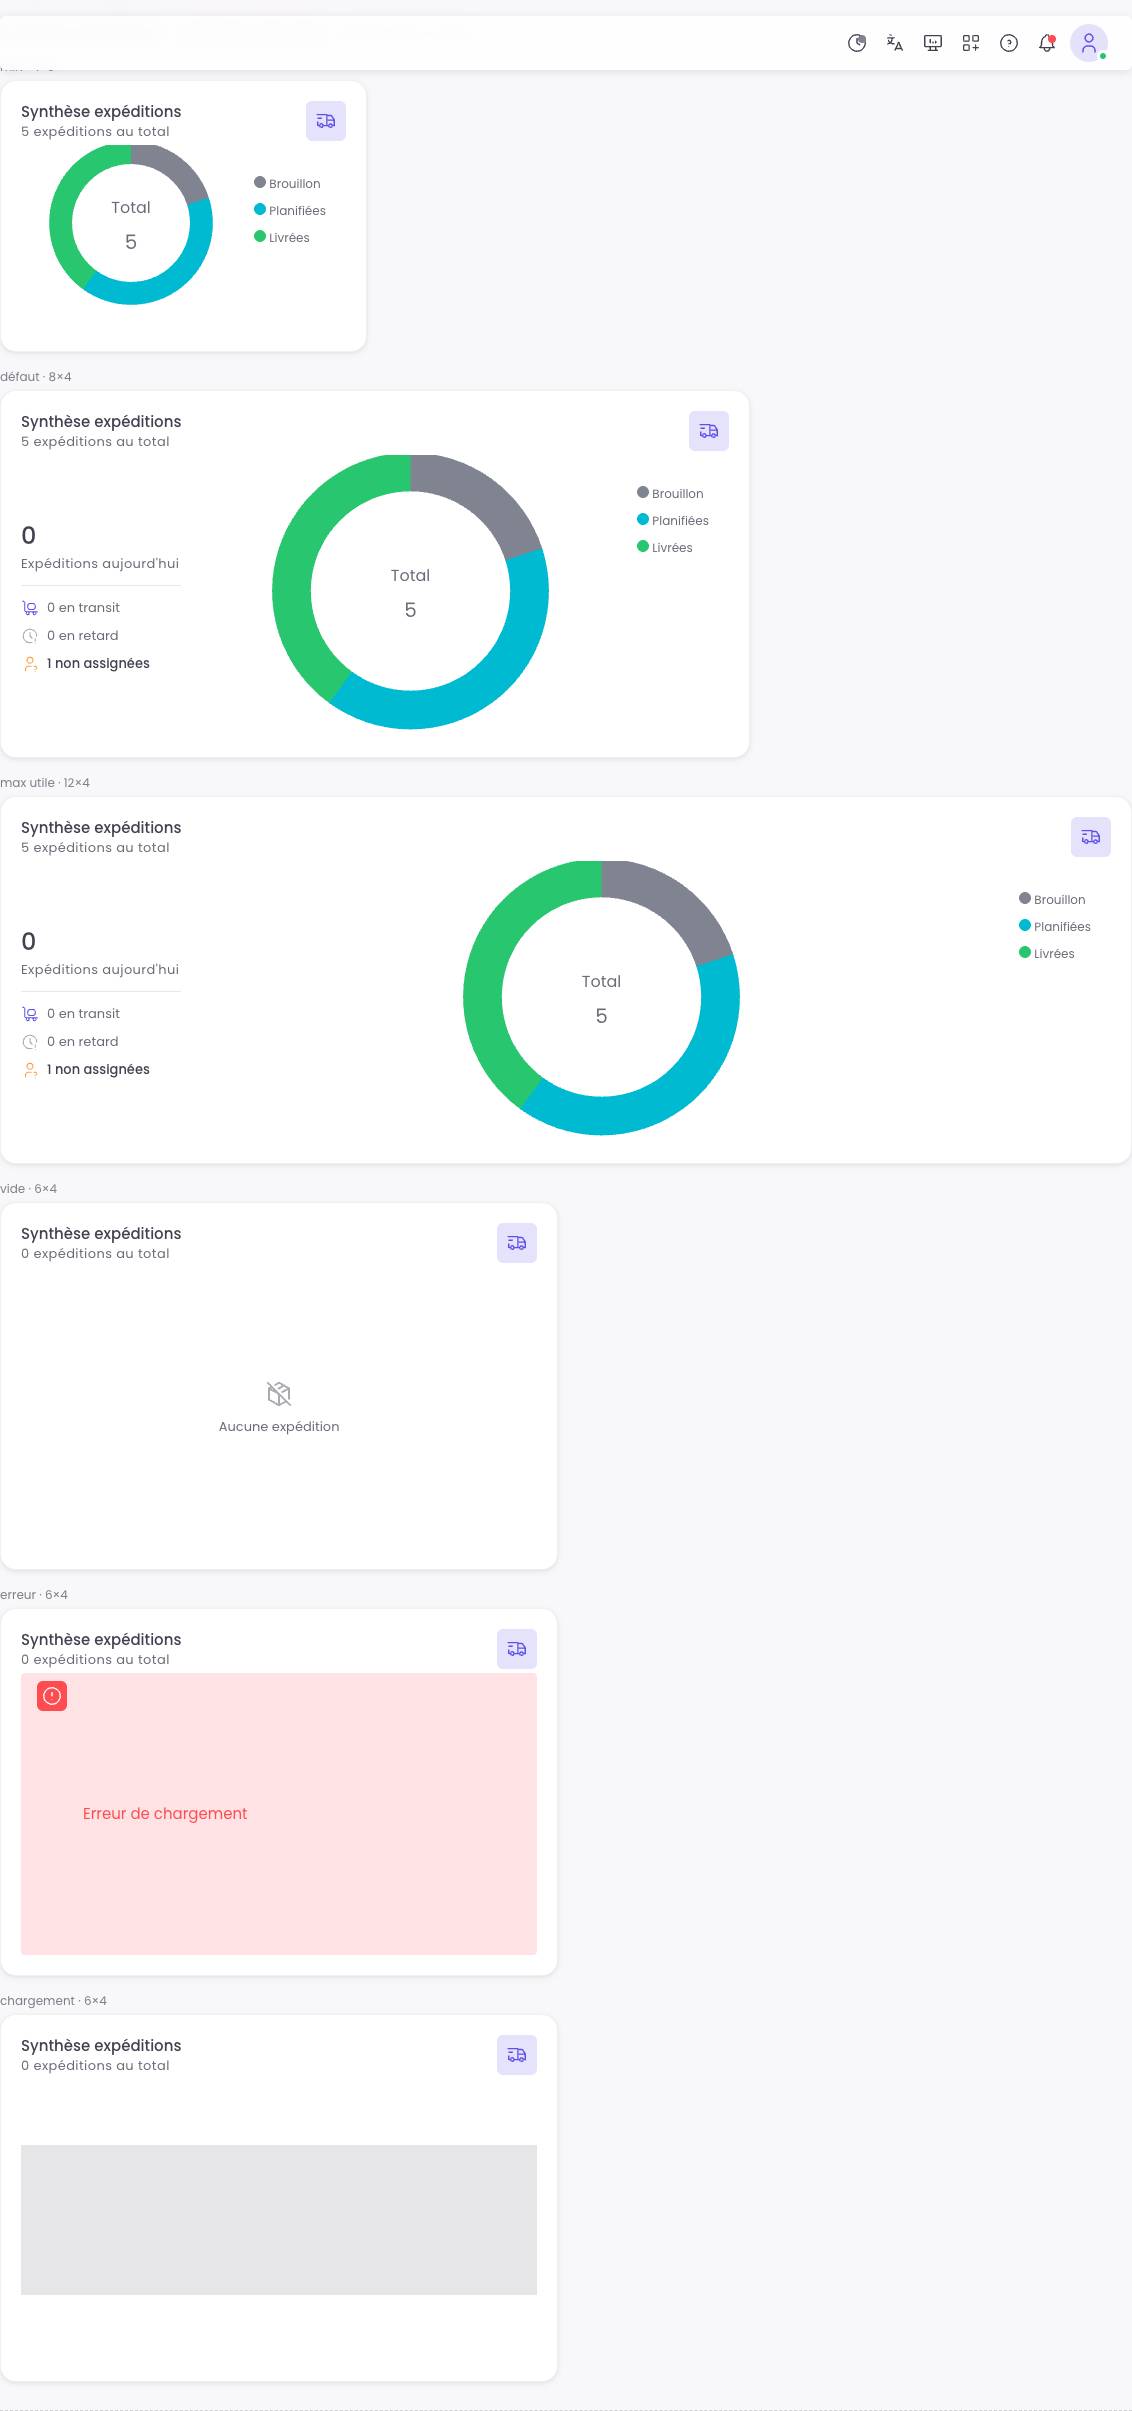 Synthèse expéditions
5 expéditions au total
Total
5
Brouillon
Planifiées
Livrées
défaut · 8×4
Synthèse expéditions
5 expéditions au total
0
Expéditions aujourd'hui
0 en transit
0 en retard
1 non assignées
Total
5
Brouillon
Planifiées
Livrées
max utile · 12×4
Synthèse expéditions
5 expéditions au total
0
Expéditions aujourd'hui
0 en transit
0 en retard
1 non assignées
Total
5
Brouillon
Planifiées
Livrées
vide · 6×4
Synthèse expéditions
0 expéditions au total
Aucune expédition
erreur · 6×4
Synthèse expéditions
0 expéditions au total
Erreur de chargement
chargement · 6×4
Synthèse expéditions
0 expéditions au total